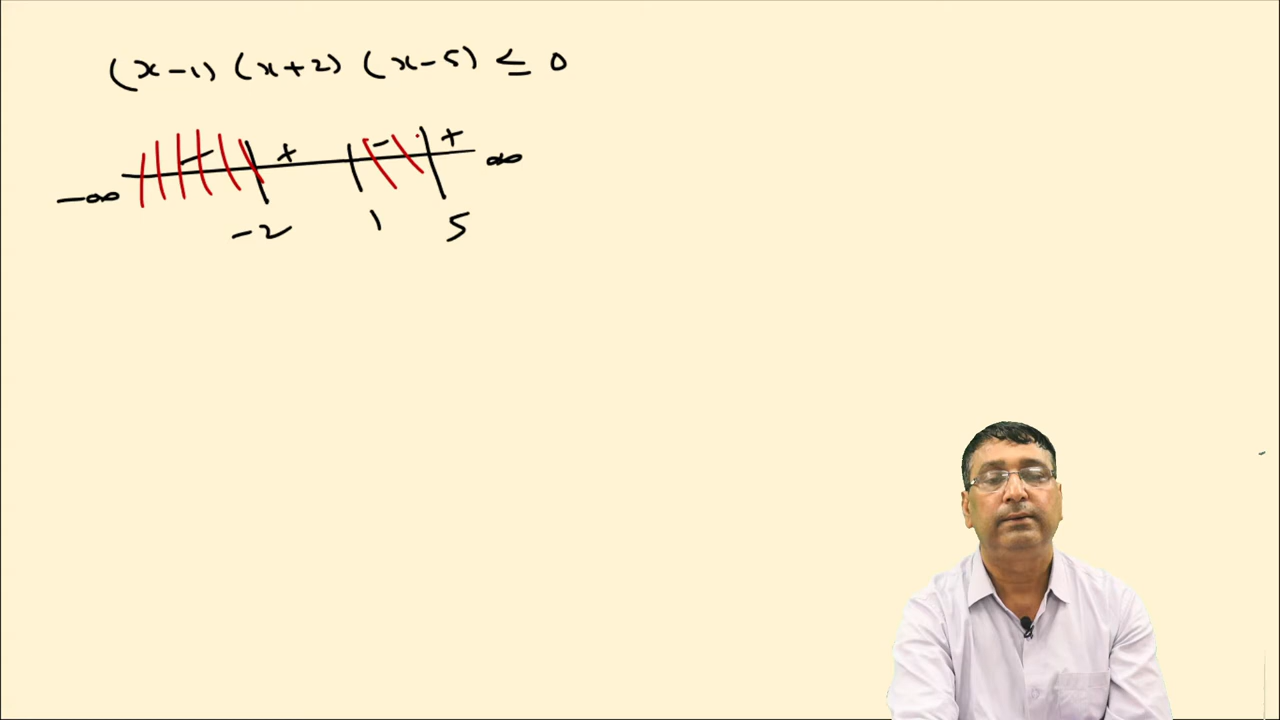 (x-1) (x+2) (x-5) ≤ 0
- + - +
-∞ ∞
-2 1 5